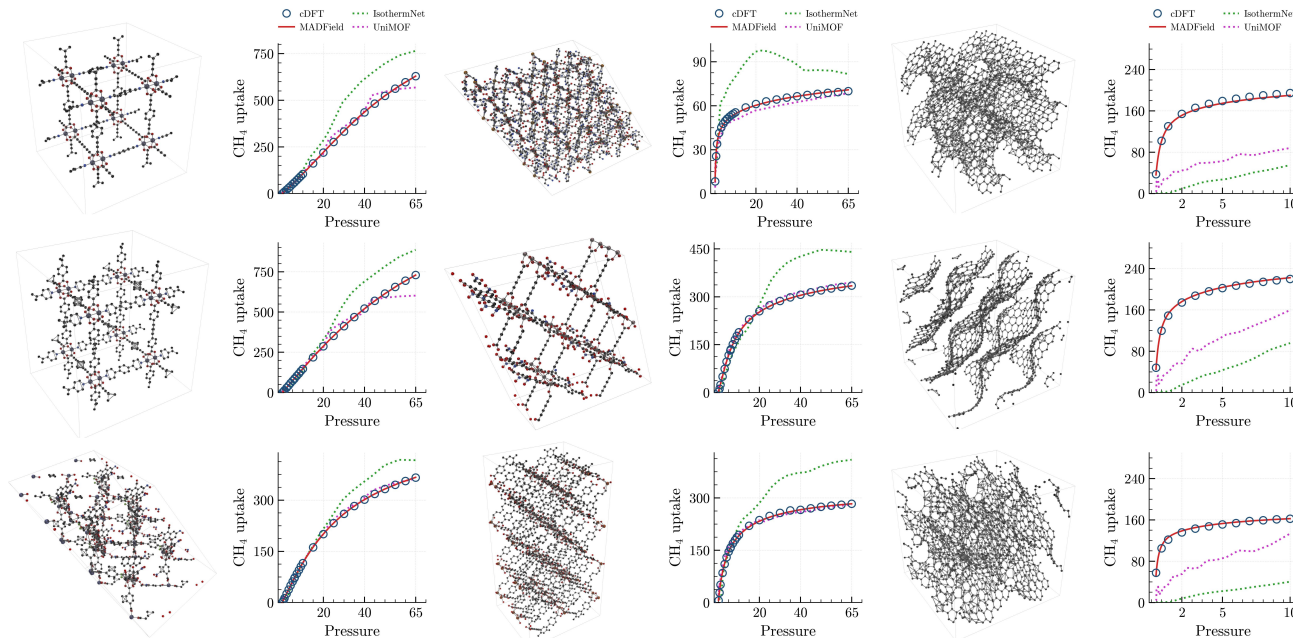 cDFT IsothermNet
MADField UniMOF
750
500
250
0
CH₄ uptake
20 40 65
Pressure
cDFT IsothermNet
MADField UniMOF
90
60
30
0
CH₄ uptake
20 40 65
Pressure
cDFT IsothermNet
MADField UniMOF
240
160
80
0
CH₄ uptake
2 5 10
Pressure
750
500
250
0
CH₄ uptake
20 40 65
Pressure
450
300
150
0
CH₄ uptake
20 40 65
Pressure
240
160
80
0
CH₄ uptake
2 5 10
Pressure
300
150
0
CH₄ uptake
20 40 65
Pressure
300
150
0
CH₄ uptake
20 40 65
Pressure
240
160
80
0
CH₄ uptake
2 5 10
Pressure